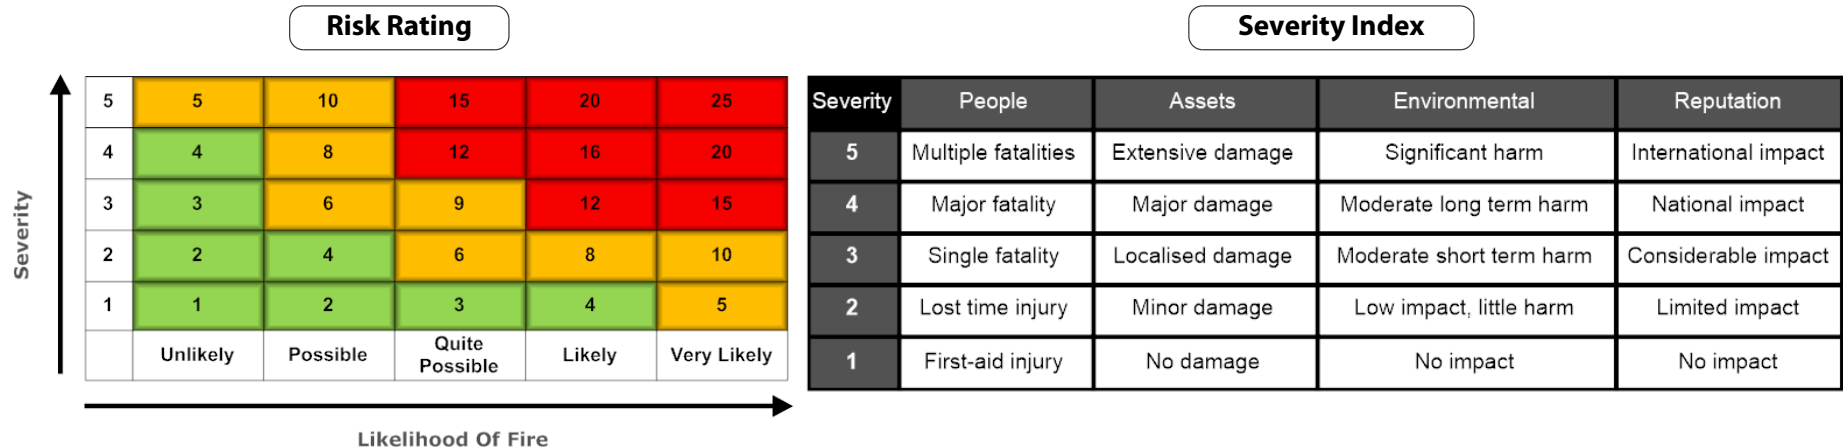 Risk Rating
Severity
5 5 10 15 20 25
4 4 8 12 16 20
3 3 6 9 12 15
2 2 4 6 8 10
1 1 2 3 4 5
Unlikely Possible Quite Possible Likely Very Likely
Likelihood Of Fire
Severity Index
Severity People Assets Environmental Reputation
5 Multiple fatalities Extensive damage Significant harm International impact
4 Major fatality Major damage Moderate long term harm National impact
3 Single fatality Localised damage Moderate short term harm Considerable impact
2 Lost time injury Minor damage Low impact, little harm Limited impact
1 First-aid injury No damage No impact No impact